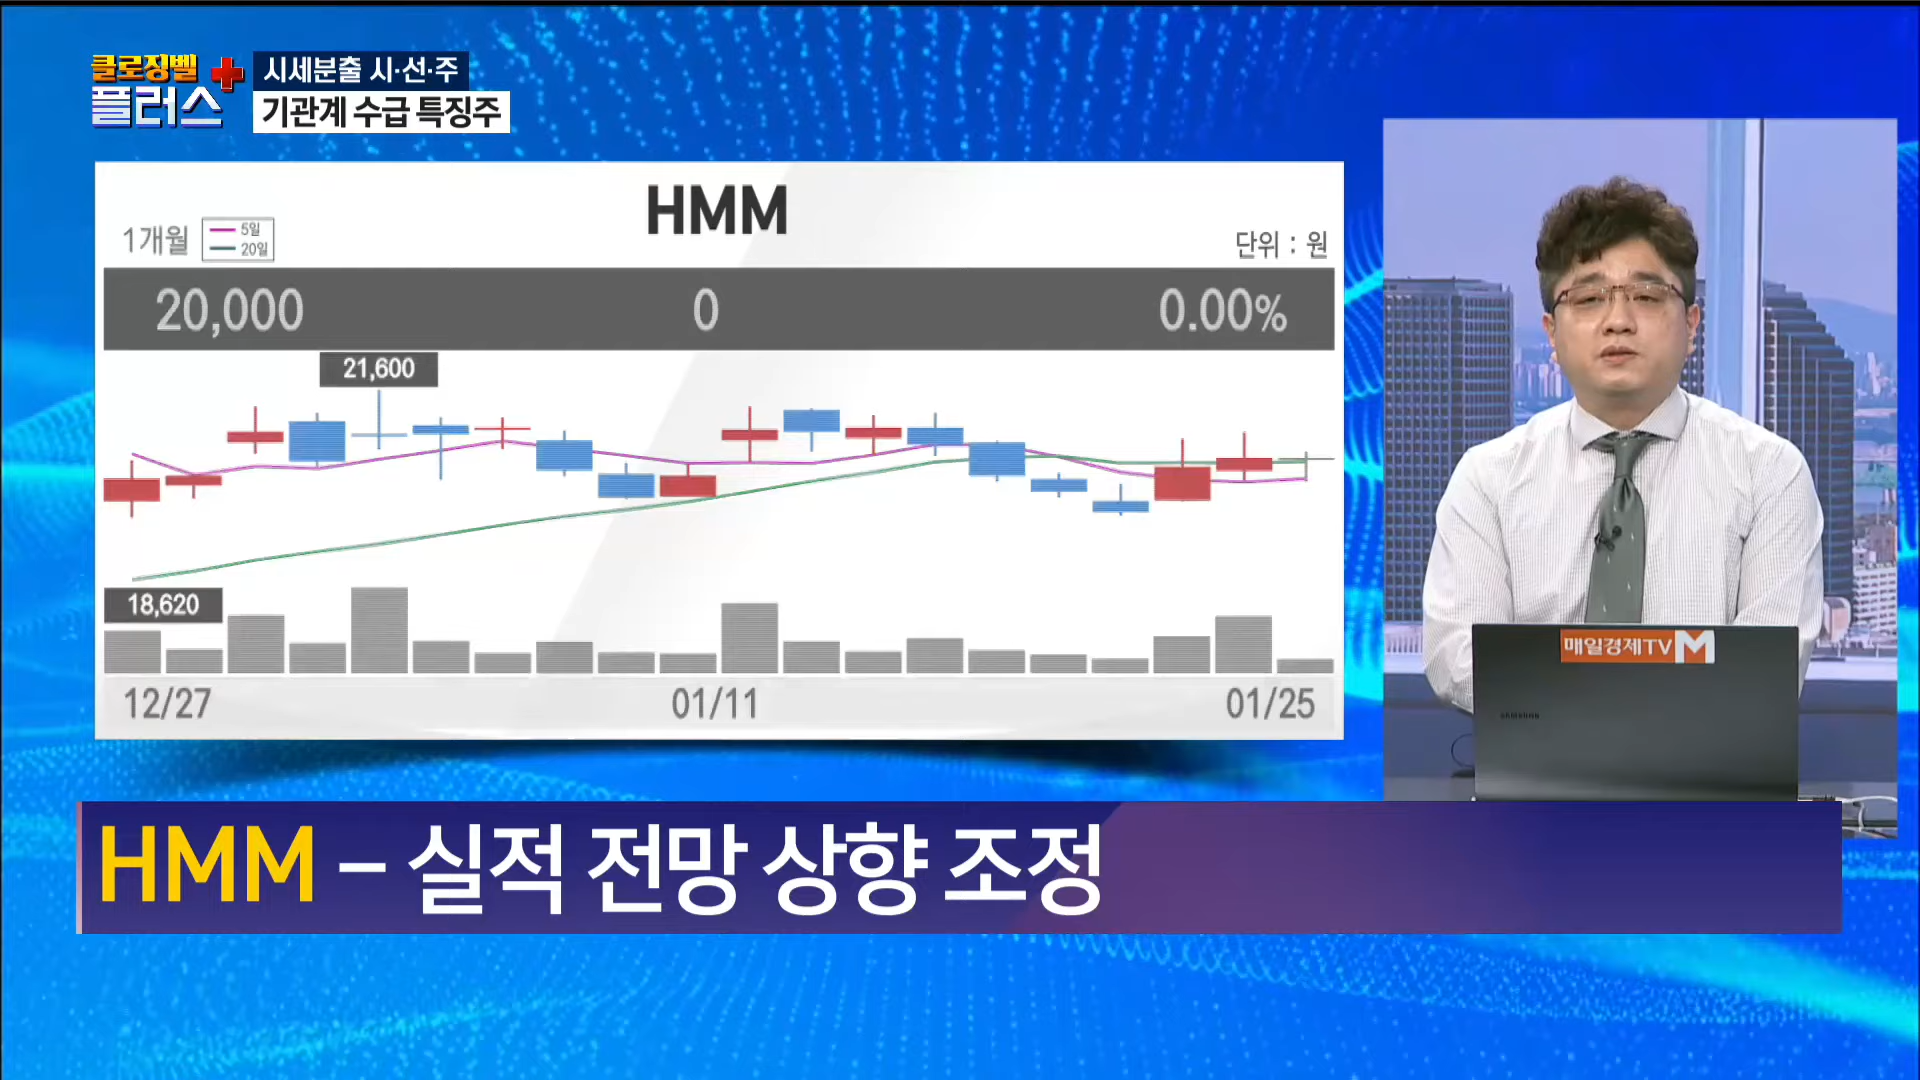 클로징벨
플러스
시세분출 시·선·주
기관계 수급 특징주
HMM
1개월
5일
20일
단위 : 원
20,000 0 0.00%
21,600
18,620
12/27 01/11 01/25
매일경제TV M
SAMSUNG
HMM – 실적 전망 상향 조정